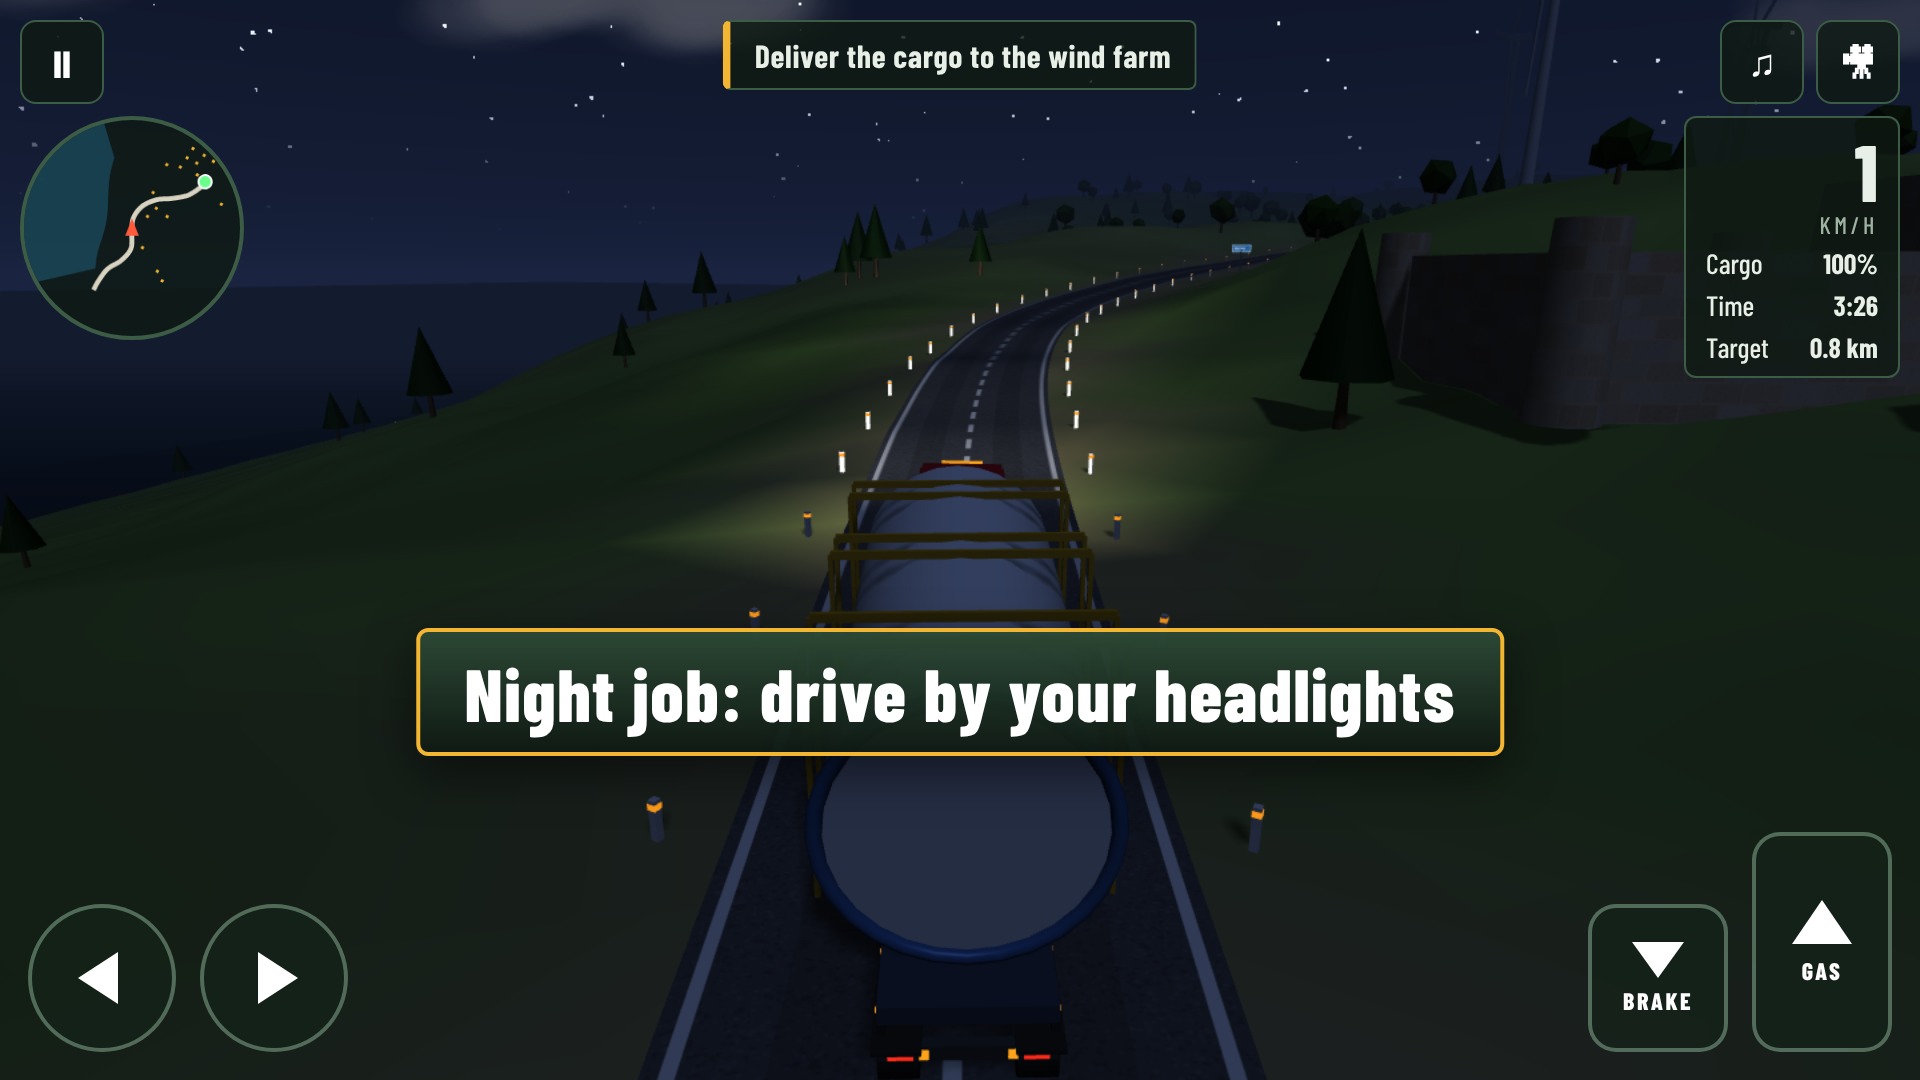 Deliver the cargo to the wind farm
1
KM/H
Cargo 100%
Time 3:26
Target 0.8 km
Night job: drive by your headlights
BRAKE
GAS